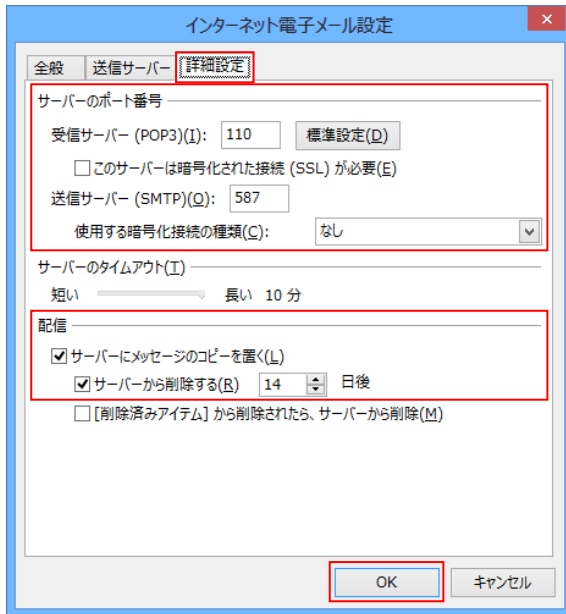 インターネット電子メール設定
全般 送信サーバー 詳細設定
サーバーのポート番号
受信サーバー (POP3)(I): 110 標準設定(D)
このサーバーは暗号化された接続 (SSL) が必要(E)
送信サーバー (SMTP)(O): 587
使用する暗号化接続の種類(C): なし
サーバーのタイムアウト(T)
短い 長い 10 分
配信
サーバーにメッセージのコピーを置く(L)
サーバーから削除する(R) 14 日後
[削除済みアイテム] から削除されたら、サーバーから削除(M)
OK キャンセル